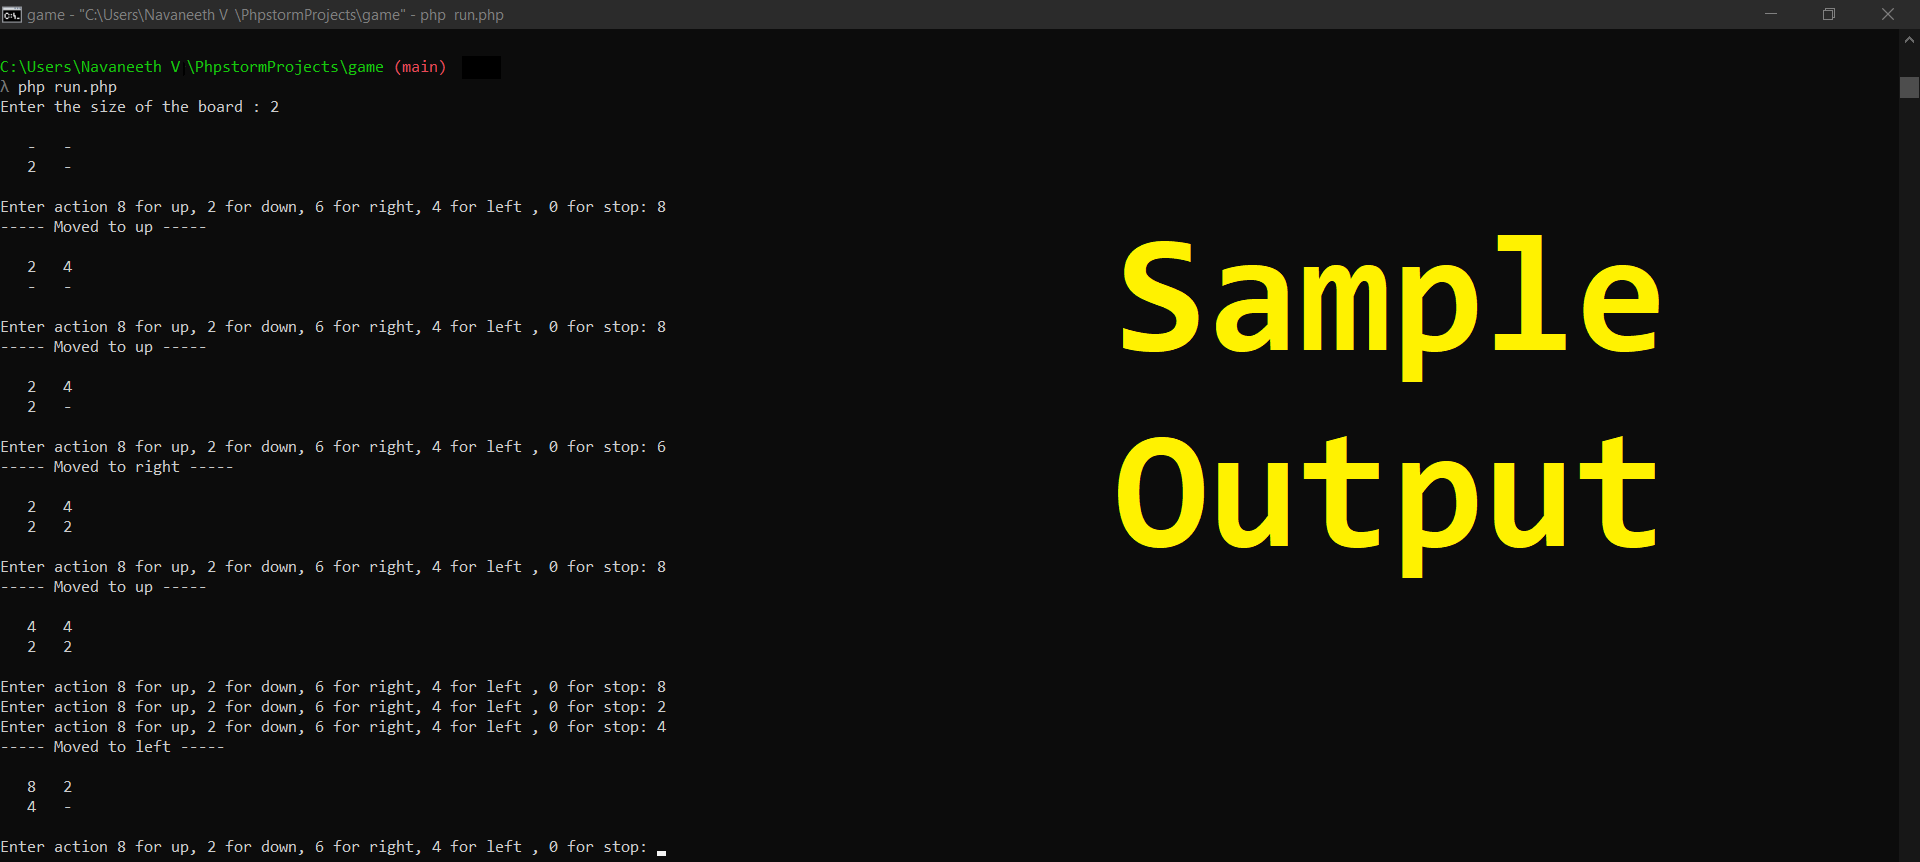 game - "C:\Users\Navaneeth V \PhpstormProjects\game" - php  run.php
C:\Users\Navaneeth V \PhpstormProjects\game (main)
λ php run.php
Enter the size of the board : 2
-   -
2   -
Enter action 8 for up, 2 for down, 6 for right, 4 for left , 0 for stop: 8
----- Moved to up -----
2   4
-   -
Enter action 8 for up, 2 for down, 6 for right, 4 for left , 0 for stop: 8
----- Moved to up -----
2   4
2   -
Enter action 8 for up, 2 for down, 6 for right, 4 for left , 0 for stop: 6
----- Moved to right -----
2   4
2   2
Enter action 8 for up, 2 for down, 6 for right, 4 for left , 0 for stop: 8
----- Moved to up -----
4   4
2   2
Enter action 8 for up, 2 for down, 6 for right, 4 for left , 0 for stop: 8
Enter action 8 for up, 2 for down, 6 for right, 4 for left , 0 for stop: 2
Enter action 8 for up, 2 for down, 6 for right, 4 for left , 0 for stop: 4
----- Moved to left -----
8   2
4   -
Enter action 8 for up, 2 for down, 6 for right, 4 for left , 0 for stop:
Sample
Output